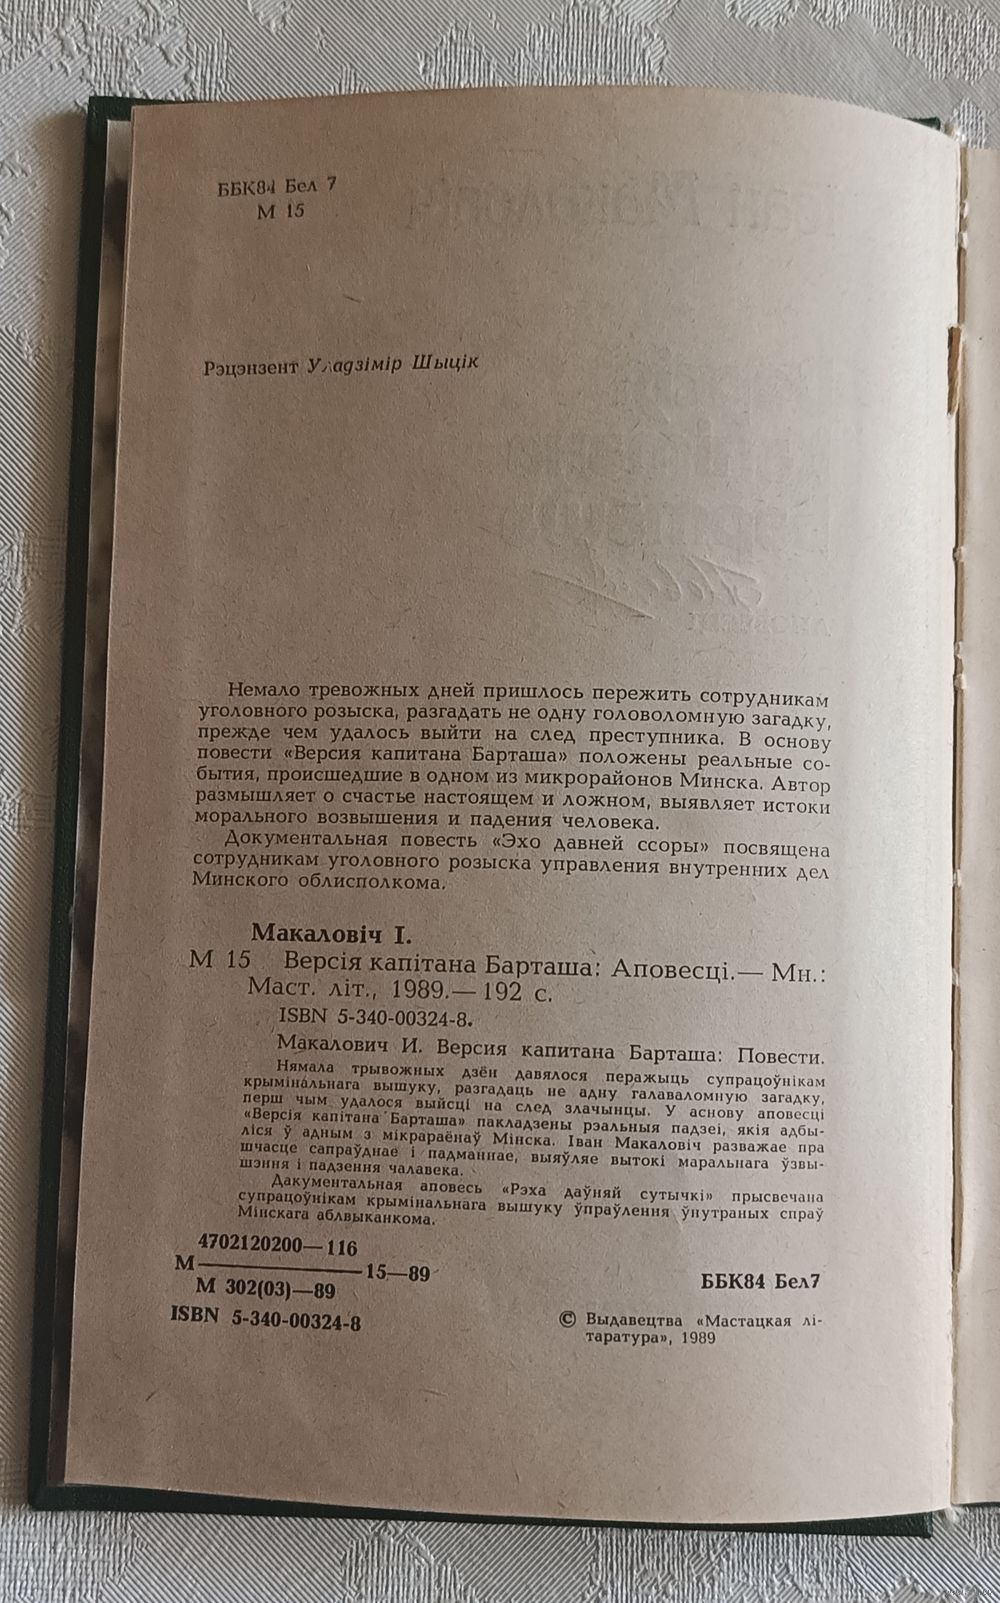 ББК84 Бел 7
М 15
Рэцэнзент Уладзімір Шыцік
Немало тревожных дней пришлось пережить сотрудникам
уголовного розыска, разгадать не одну головоломную загадку,
прежде чем удалось выйти на след преступника. В основу
повести «Версия капитана Барташа» положены реальные со-
бытия, происшедшие в одном из микрорайонов Минска. Автор
размышляет о счастье настоящем и ложном, выявляет истоки
морального возвышения и падения человека.
Документальная повесть «Эхо давней ссоры» посвящена
сотрудникам уголовного розыска управления внутренних дел
Минского облисполкома.
Макаловіч І.
М 15 Версія капітана Барташа: Аповесці.— Мн.:
Маст. літ., 1989.— 192 с.
ISBN 5-340-00324-8.
Макалович И. Версия капитана Барташа: Повести.
Нямала трывожных дзён давялося перажыць супрацоўнікам
крымінальнага вышуку, разгадаць не адну галаваломную загадку,
перш чым удалося выйсці на след злачынцы. У аснову аповесці
«Версія капітана Барташа» пакладзены рэальныя падзеі, якія адбы-
ліся ў адным з мікрараёнаў Мінска. Іван Макаловіч разважае пра
шчасце сапраўднае і падманнае, выяўляе вытокі маральнага ўзвы-
шэння і падзення чалавека.
Дакументальная аповесь «Рэха даўняй сутычкі» прысвечана
супрацоўнікам крымінальнага вышуку ўпраўлення ўнутраных спраў
Мінскага аблвыканкома.
4702120200—116
М 15—89
М 302(03)—89
ББК84 Бел7
ISBN 5-340-00324-8
© Выдавецтва «Мастацкая лі-
таратура», 1989